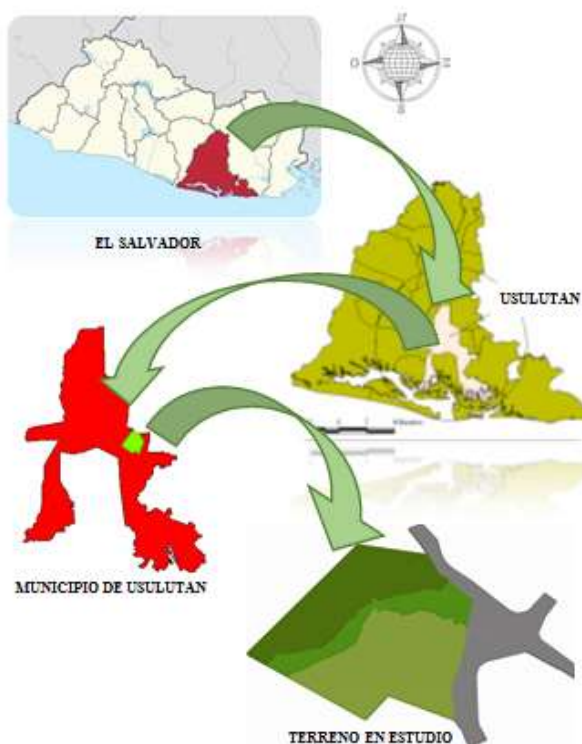 N
O
E
S
EL SALVADOR
USULUTAN
MUNICIPIO DE USULUTAN
TERRENO EN ESTUDIO